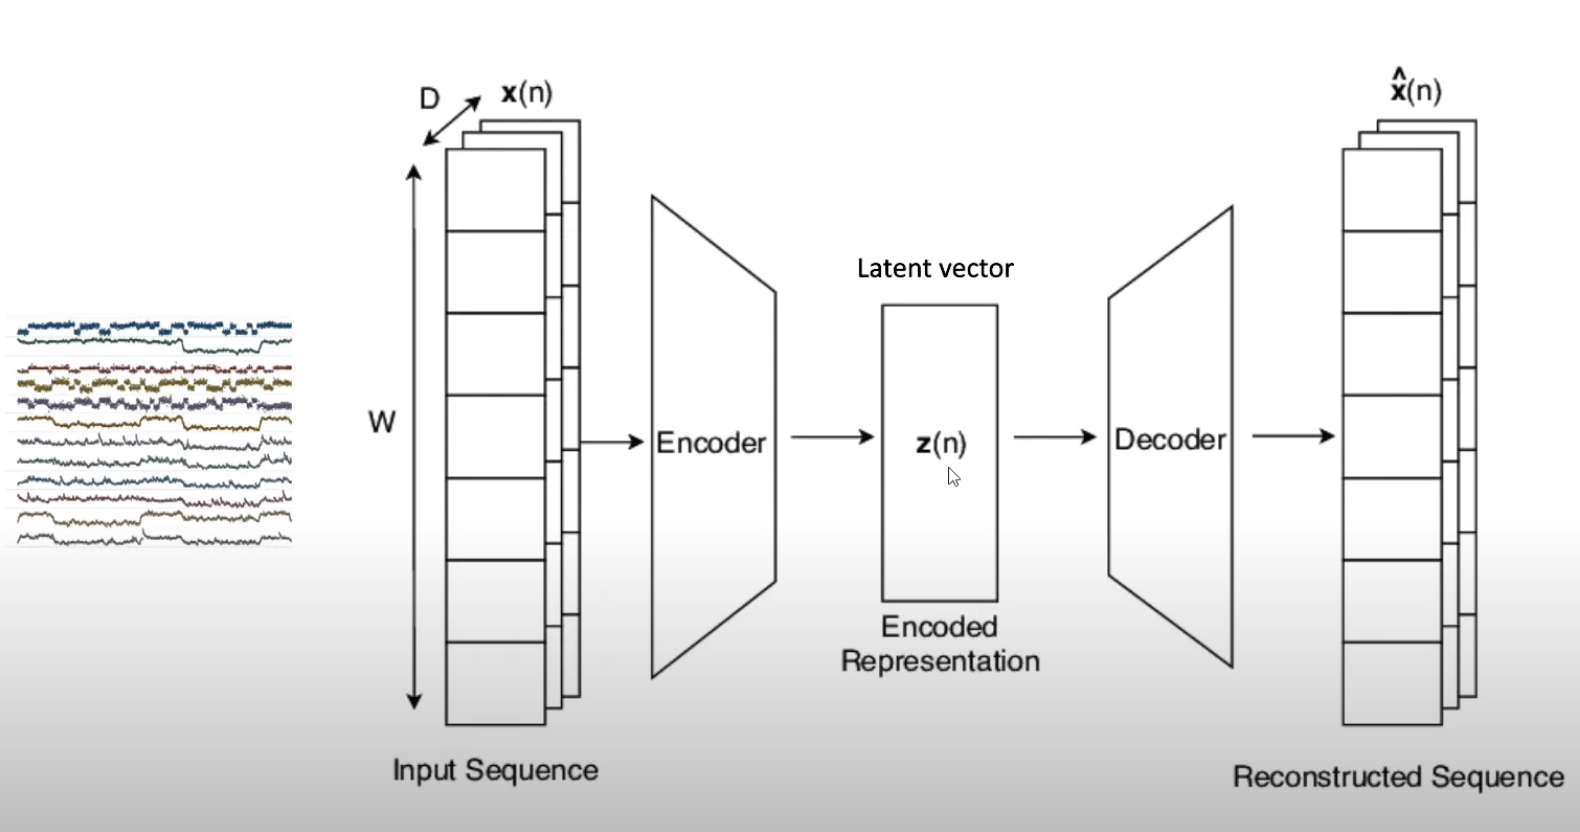 D
x(n)
x̂(n)
Latent vector
W
Encoder
z(n)
Decoder
Encoded
Representation
Input Sequence
Reconstructed Sequence